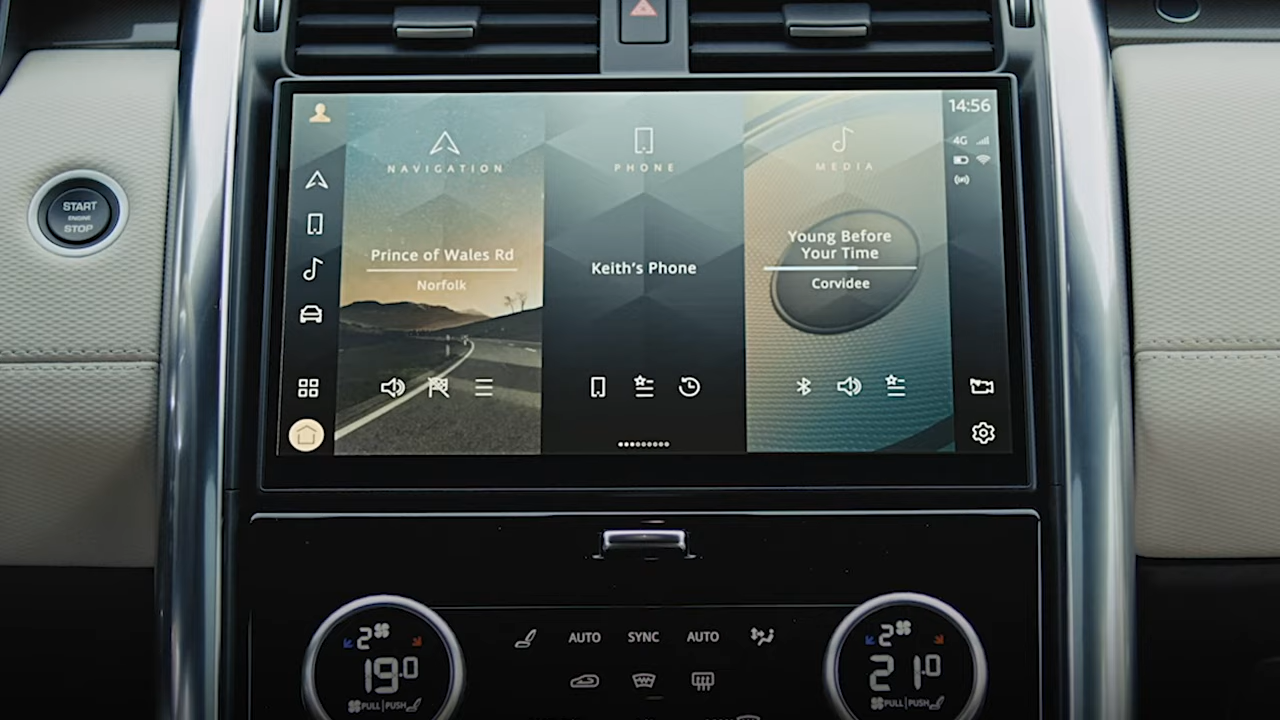 START
ENGINE
STOP
14:56
4G
NAVIGATION
Prince of Wales Rd
Norfolk
PHONE
Keith's Phone
MEDIA
Young Before
Your Time
Corvidee
2
19.0
PULL|PUSH
AUTO SYNC AUTO
2
21.0
PULL|PUSH